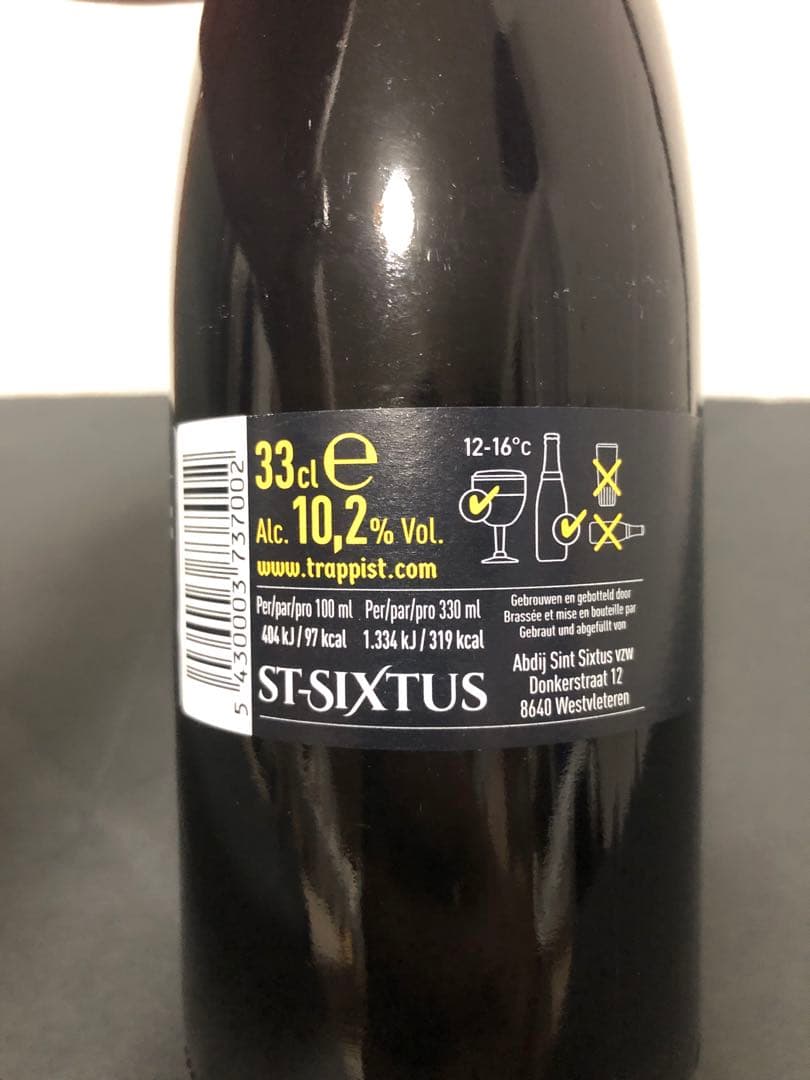 5 430003 737002
33cl e
Alc. 10,2% Vol.
www.trappist.com
12-16°c
Per/par/pro 100 ml Per/par/pro 330 ml
404 kJ / 97 kcal 1.334 kJ / 319 kcal
ST-SIXTUS
Gebrouwen en gebotteld door
Brassée et mise en bouteille par
Gebraut und abgefüllt von
Abdij Sint Sixtus vzw
Donkerstraat 12
8640 Westvleteren